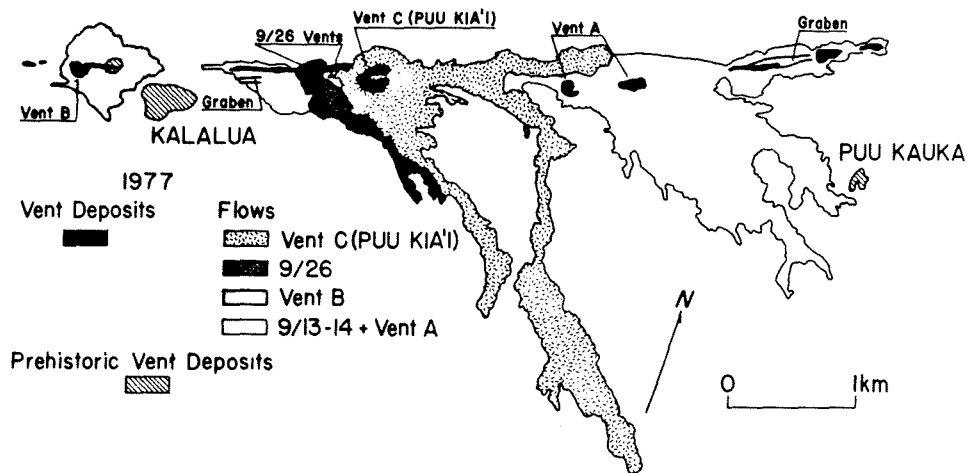 Vent C (PUU KIA'I)
9/26 Vents
Vent A
Graben
Vent B
Graben
KALALUA
PUU KAUKA
1977
Vent Deposits
Flows
Vent C (PUU KIA'I)
9/26
Vent B
9/13-14 + Vent A
Prehistoric Vent Deposits
N
0 1km